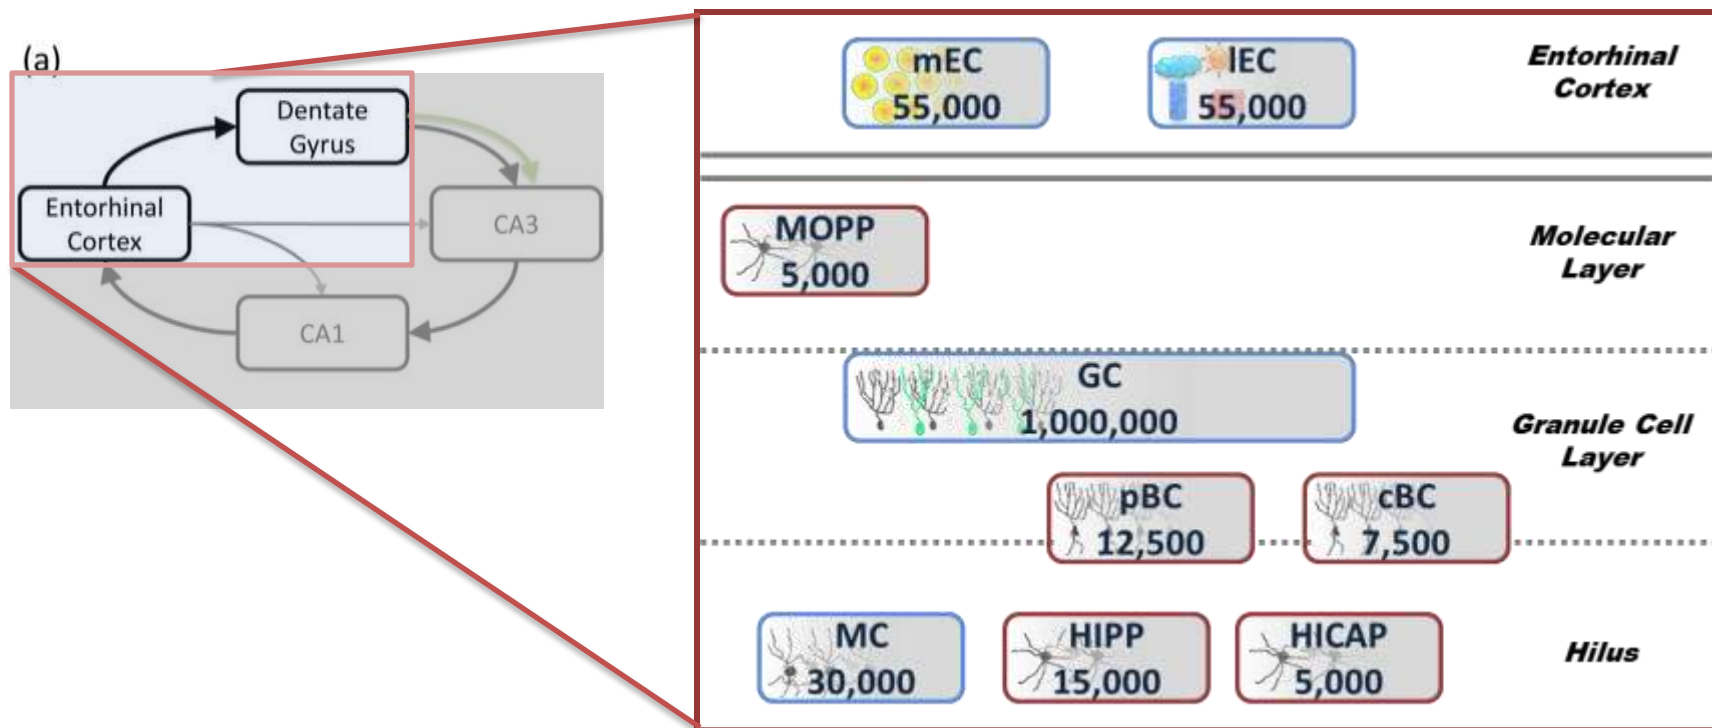 (a)
Dentate
Gyrus
Entorhinal
Cortex
CA3
CA1
mEC
55,000
lEC
55,000
Entorhinal
Cortex
MOPP
5,000
Molecular
Layer
GC
1,000,000
Granule Cell
Layer
pBC
12,500
cBC
7,500
MC
30,000
HIPP
15,000
HICAP
5,000
Hilus